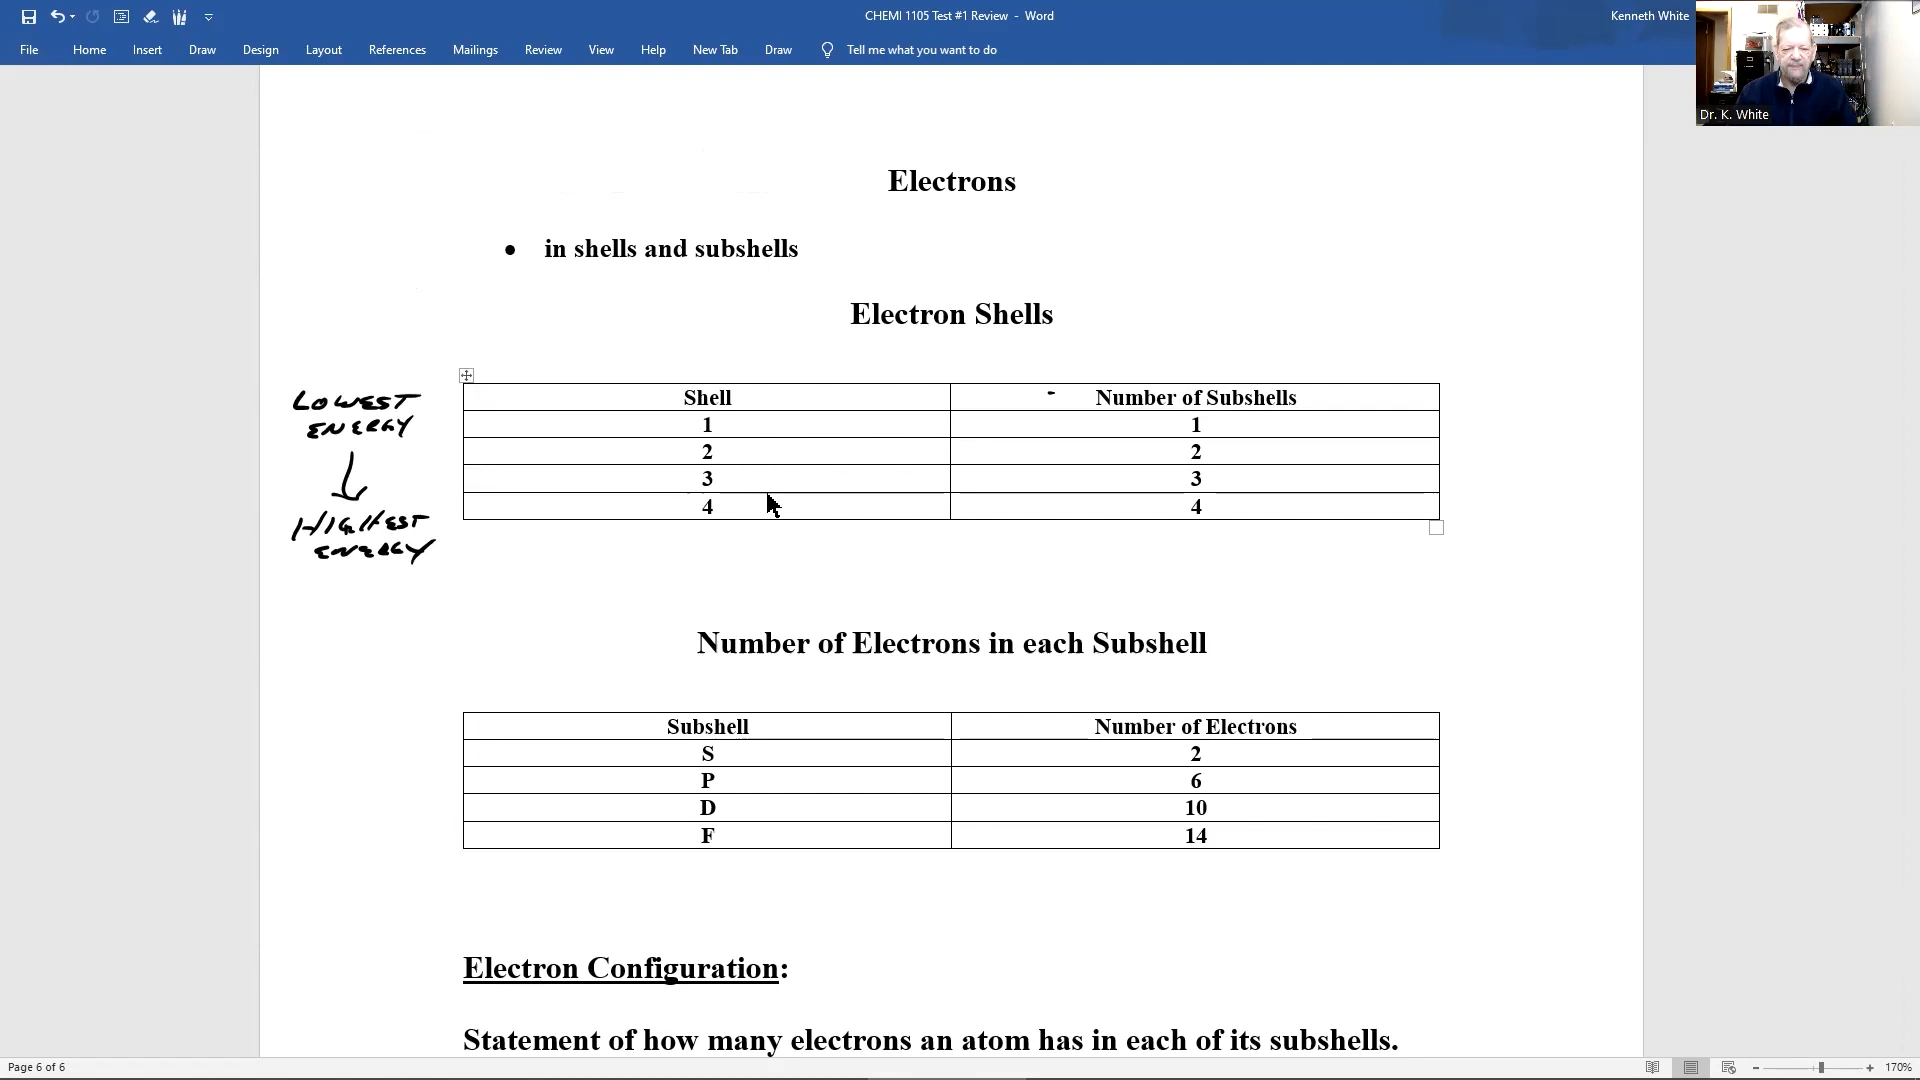 CHEMI 1105 Test #1 Review - Word
Kenneth White
File Home Insert Draw Design Layout References Mailings Review View Help New Tab Draw Tell me what you want to do
Dr. K. White
Electrons
• in shells and subshells
Electron Shells
LOWEST
ENERGY
HIGHEST
ENERGY
Shell Number of Subshells
1 1
2 2
3 3
4 4
Number of Electrons in each Subshell
Subshell Number of Electrons
S 2
P 6
D 10
F 14
Electron Configuration:
Statement of how many electrons an atom has in each of its subshells.
Page 6 of 6
170%